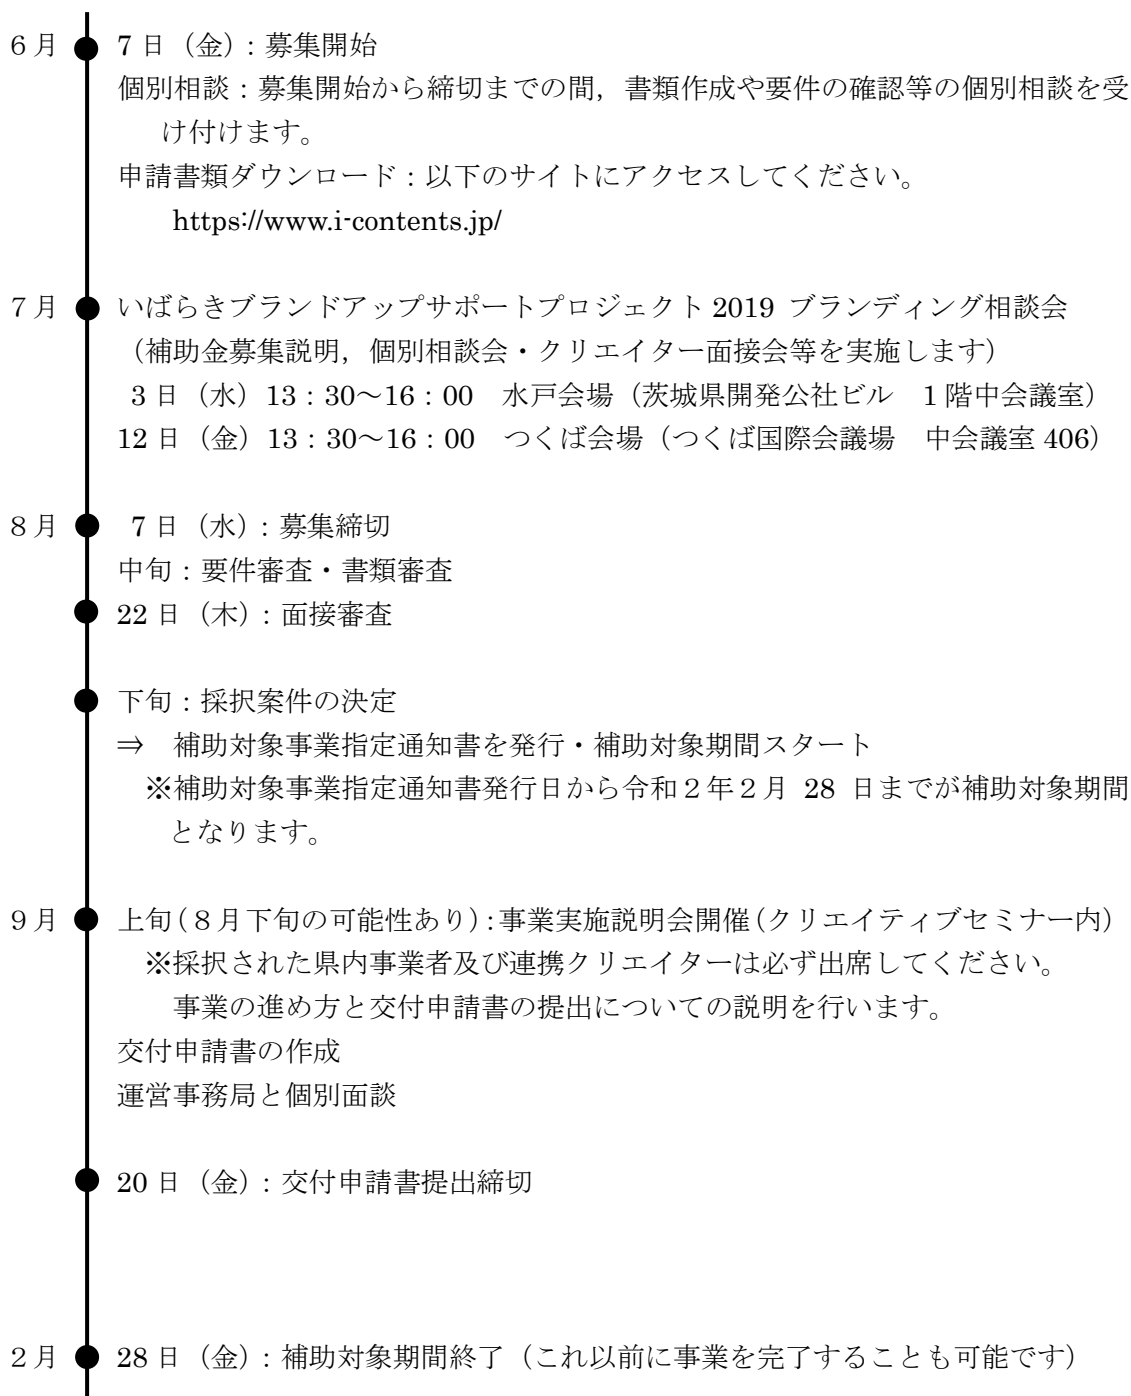 6月 7日（金）：募集開始
個別相談：募集開始から締切までの間，書類作成や要件の確認等の個別相談を受
け付けます。
申請書類ダウンロード：以下のサイトにアクセスしてください。
https://www.i-contents.jp/
7月 いばらきブランドアップサポートプロジェクト 2019 ブランディング相談会
（補助金募集説明，個別相談会・クリエイター面接会等を実施します）
3日（水）13：30～16：00 水戸会場（茨城県開発公社ビル １階中会議室）
12日（金）13：30～16：00 つくば会場（つくば国際会議場 中会議室 406）
8月 7日（水）：募集締切
中旬：要件審査・書類審査
22日（木）：面接審査
下旬：採択案件の決定
⇒ 補助対象事業指定通知書を発行・補助対象期間スタート
※補助対象事業指定通知書発行日から令和２年２月 28 日までが補助対象期間
となります。
９月 上旬（８月下旬の可能性あり）：事業実施説明会開催（クリエイティブセミナー内）
※採択された県内事業者及び連携クリエイターは必ず出席してください。
事業の進め方と交付申請書の提出についての説明を行います。
交付申請書の作成
運営事務局と個別面談
20日（金）：交付申請書提出締切
２月 28日（金）：補助対象期間終了（これ以前に事業を完了することも可能です）